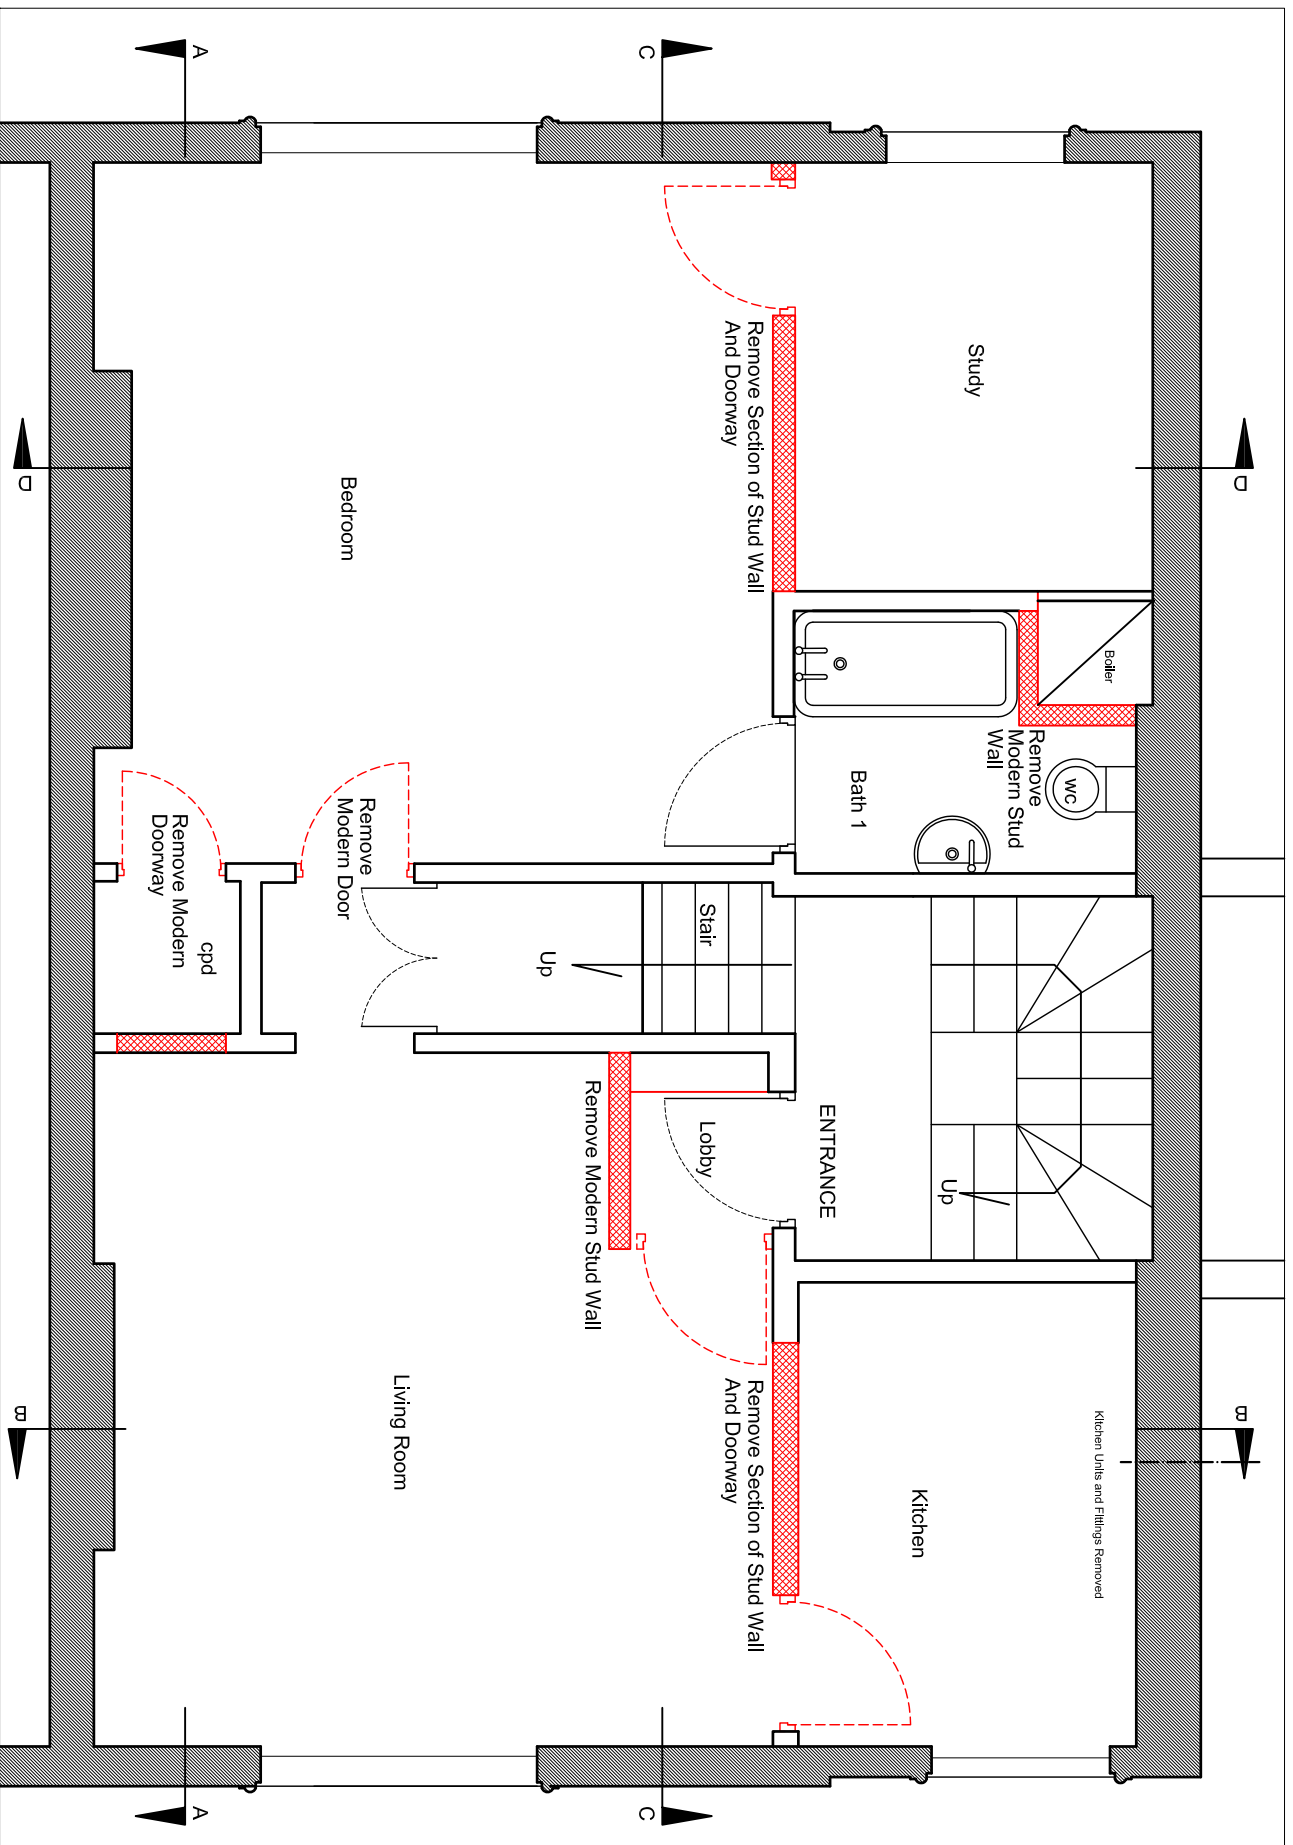 D
B
Kitchen Units and Fittings Removed
Boiler
WC
Study
Remove
Modern Stud
Wall
Up
Kitchen
Bath 1
ENTRANCE
Remove Section of Stud Wall
And Doorway
Stair
Lobby
Remove Section of Stud Wall
And Doorway
C
C
Up
Remove Modern Stud Wall
Living Room
Remove
Modern Door
Bedroom
cpd
Remove Modern
Doorway
A
A
D
B